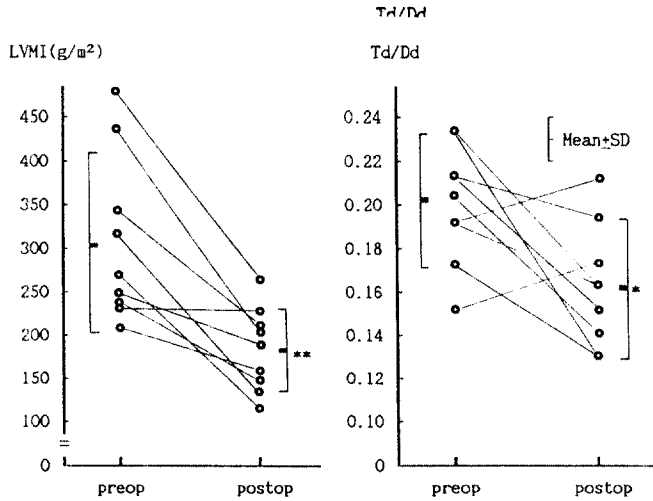 Td/Dd
LVMI(g/m²)
Td/Dd
450
400
350
300
250
200
150
100
0
**
preop
postop
0.24
0.22
0.20
0.18
0.16
0.14
0.12
0.10
0
Mean±SD
*
preop
postop